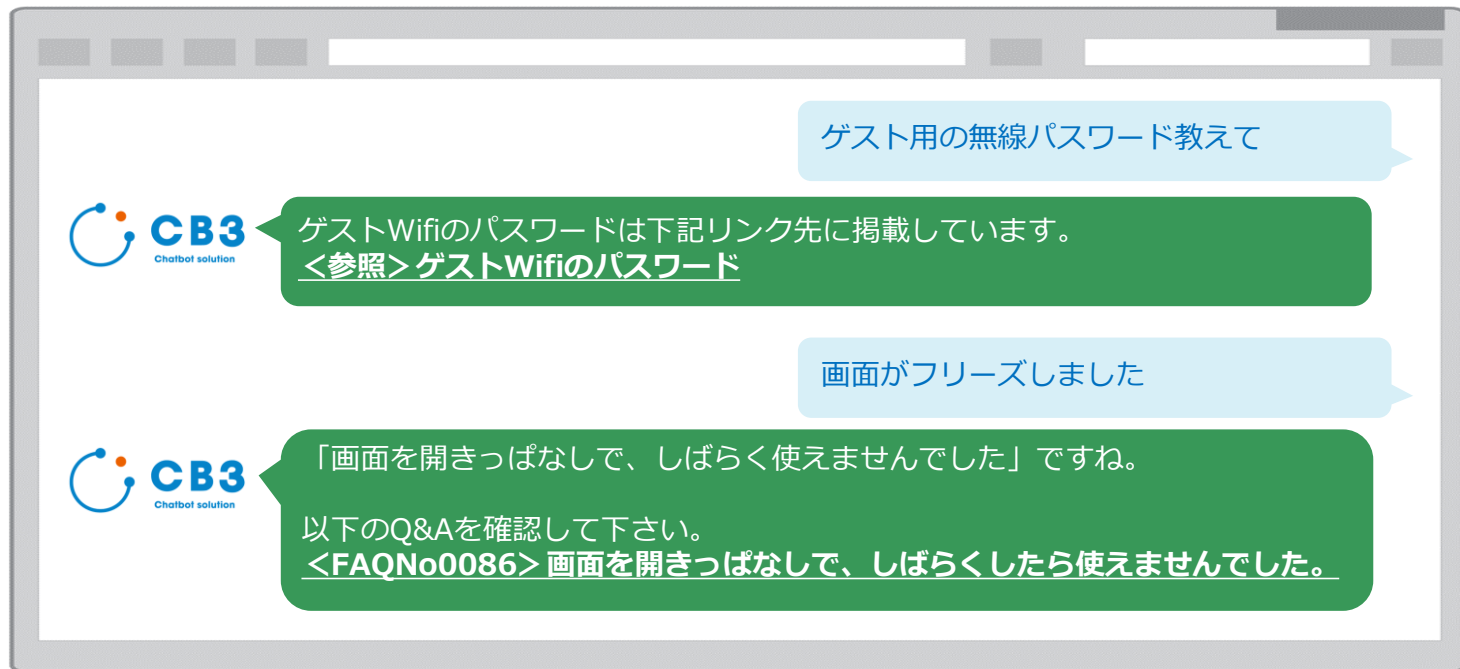 ゲスト用の無線パスワード教えて
CB3
Chatbot solution
ゲストWifiのパスワードは下記リンク先に掲載しています。
＜参照＞ゲストWifiのパスワード
画面がフリーズしました
CB3
Chatbot solution
「画面を開きっぱなしで、しばらく使えませんでした」ですね。
以下のQ&Aを確認して下さい。
＜FAQNo0086＞画面を開きっぱなしで、しばらくしたら使えませんでした。